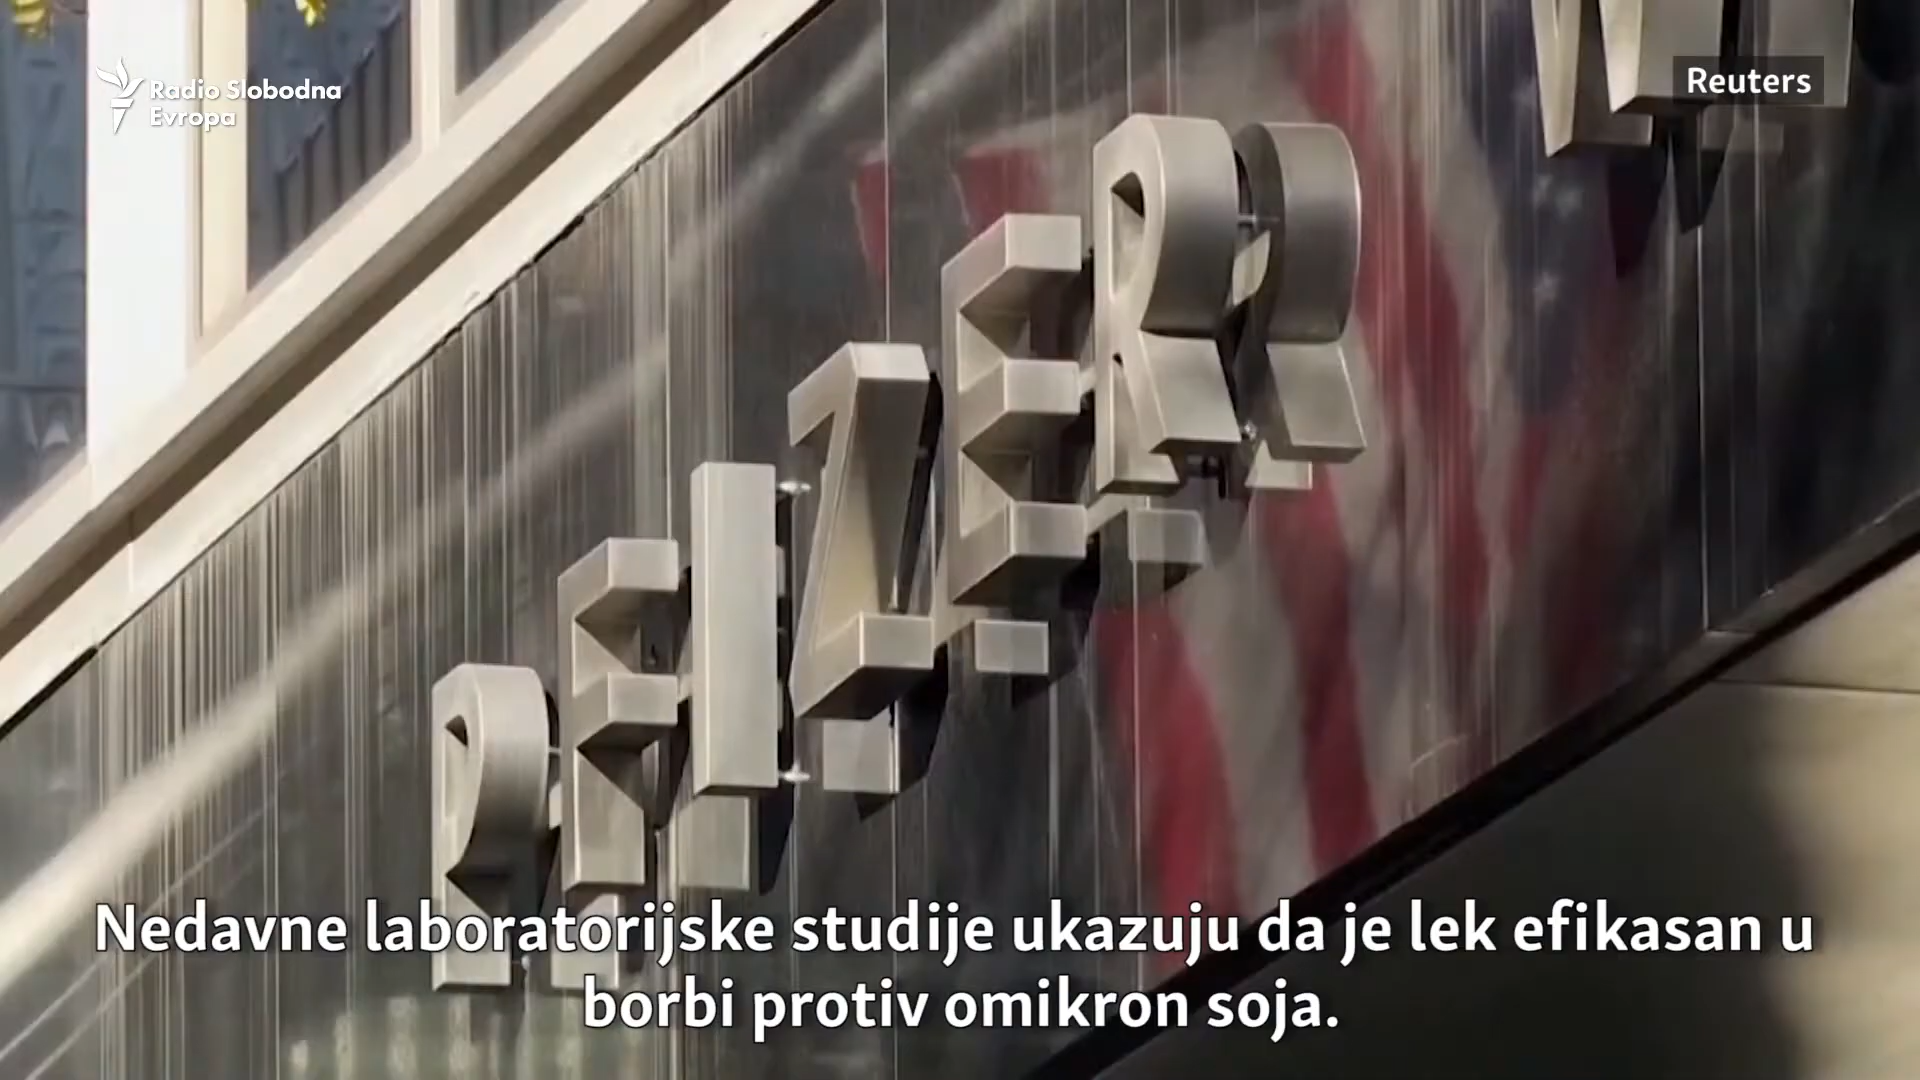 Radio Slobodna
Evropa
Reuters
PFIZER
W
Nedavne laboratorijske studije ukazuju da je lek efikasan u
borbi protiv omikron soja.